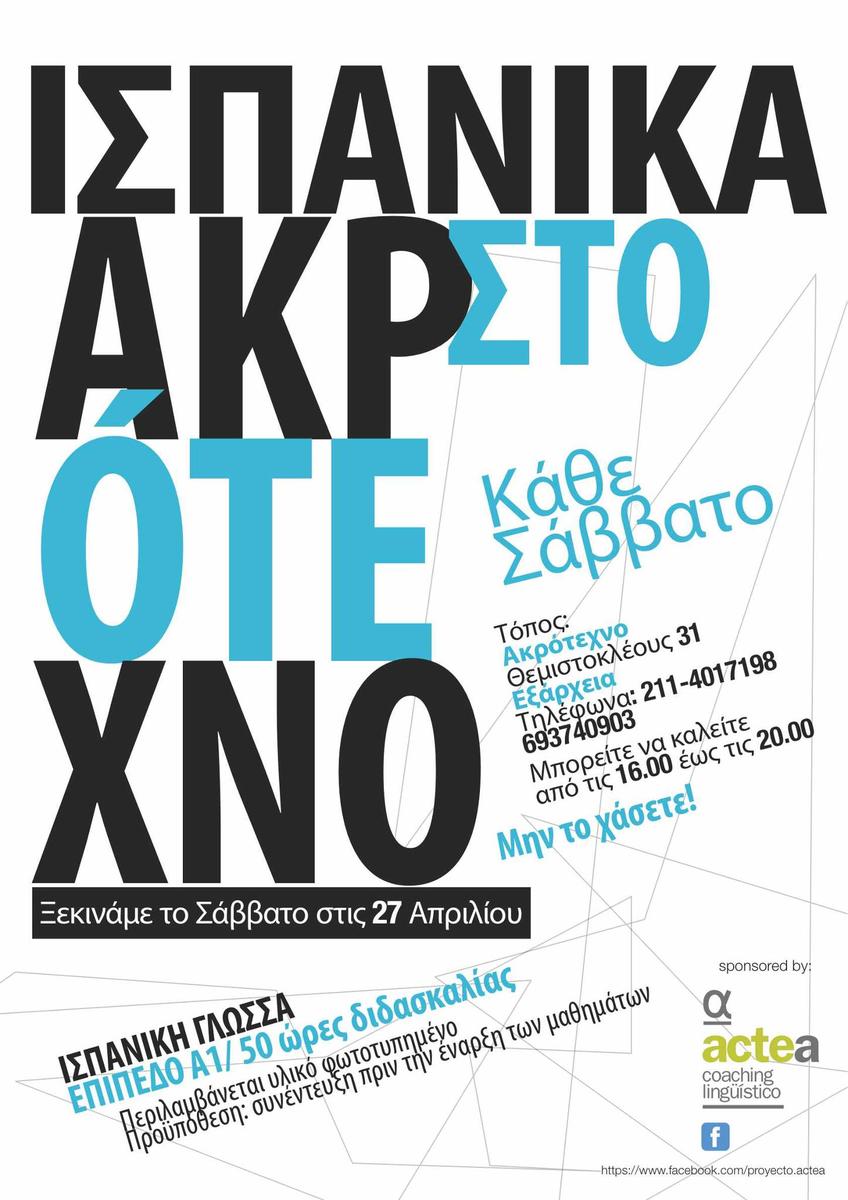 ΙΣΠΑΝΙΚΑ
ΣΤΟ
ΑΚΡ
ΌΤΕ
ΧΝΟ
Κάθε
Σάββατο
Τόπος:
Ακρότεχνο
Θεμιστοκλέους 31
Εξάρχεια
Τηλέφωνα: 211-4017198
693740903
Μπορείτε να καλείτε
από τις 16.00 έως τις 20.00
Μην το χάσετε!
Ξεκινάμε το Σάββατο στις 27 Απριλίου
ΙΣΠΑΝΙΚΗ ΓΛΩΣΣΑ
ΕΠΙΠΕΔΟ Α1/ 50 ώρες διδασκαλίας
Περιλαμβάνεται υλικό φωτοτυπημένο
Προϋπόθεση: συνέντευξη πριν την έναρξη των μαθημάτων
sponsored by:
α
actea
coaching
lingüístico
f
https://www.facebook.com/proyecto.actea